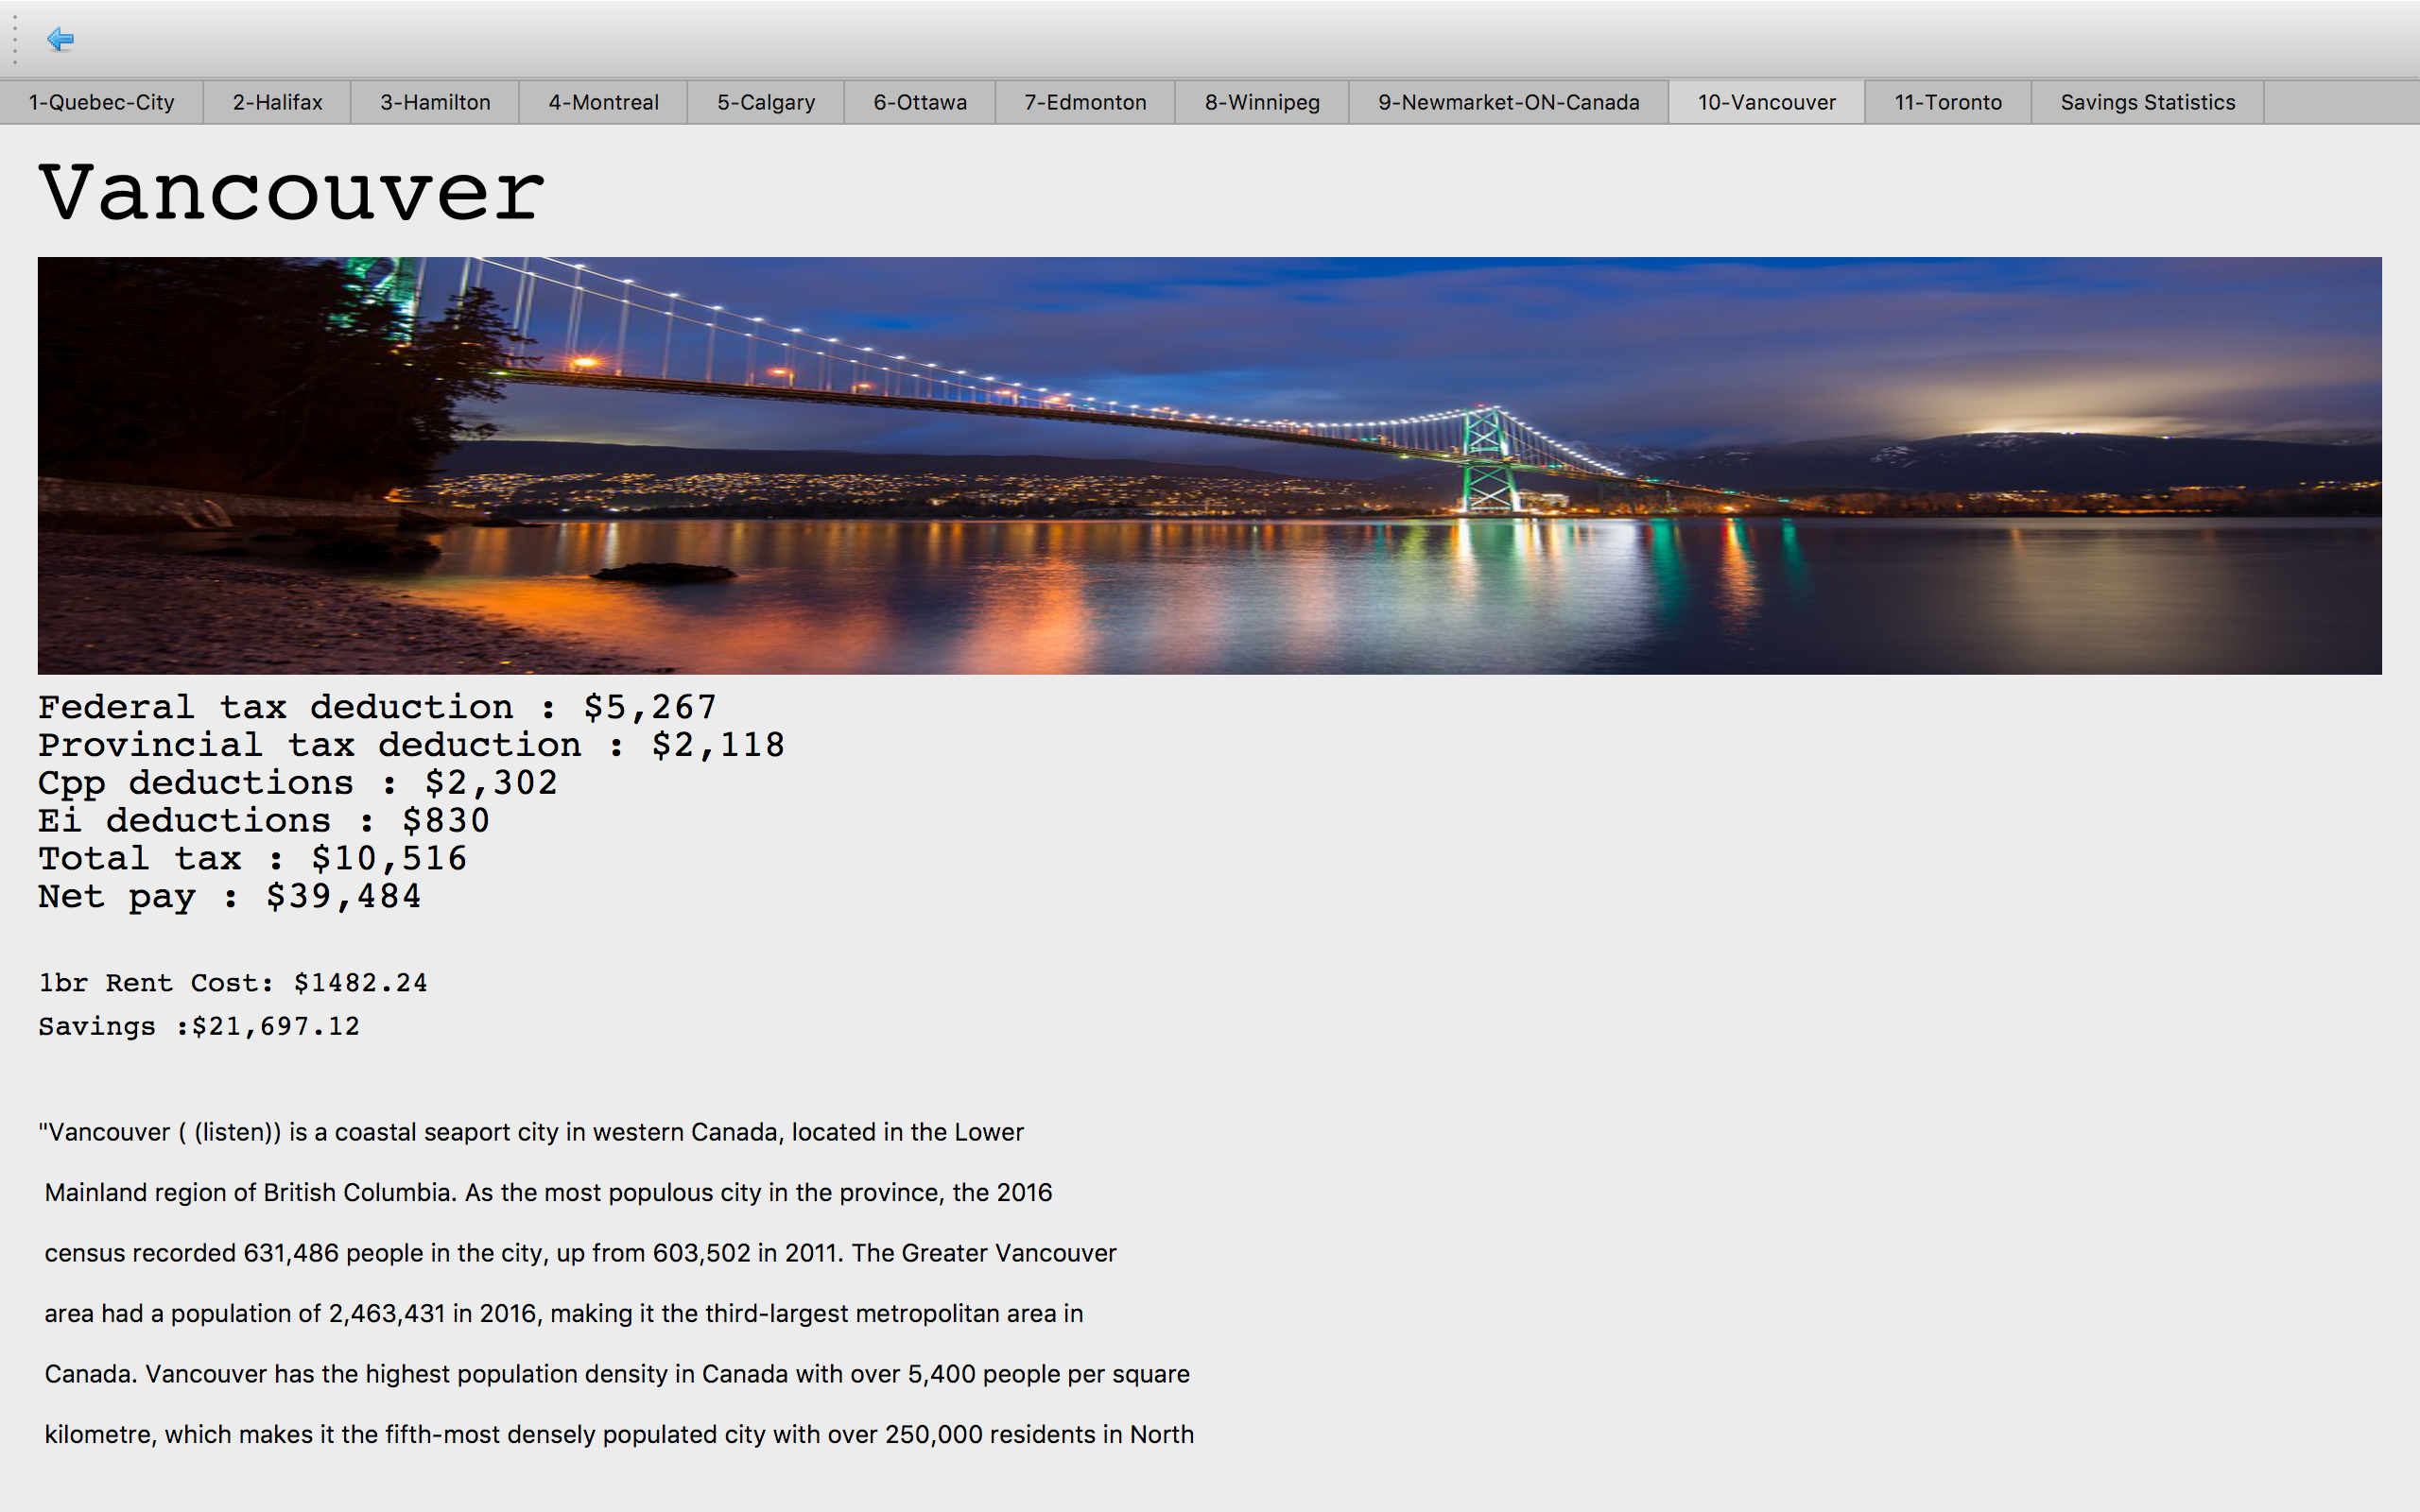 1-Quebec-City 2-Halifax 3-Hamilton 4-Montreal 5-Calgary 6-Ottawa 7-Edmonton 8-Winnipeg 9-Newmarket-ON-Canada 10-Vancouver 11-Toronto Savings Statistics
Vancouver
Federal tax deduction : $5,267
Provincial tax deduction : $2,118
Cpp deductions : $2,302
Ei deductions : $830
Total tax : $10,516
Net pay : $39,484
1br Rent Cost: $1482.24
Savings :$21,697.12
"Vancouver ( (listen)) is a coastal seaport city in western Canada, located in the Lower
Mainland region of British Columbia. As the most populous city in the province, the 2016
census recorded 631,486 people in the city, up from 603,502 in 2011. The Greater Vancouver
area had a population of 2,463,431 in 2016, making it the third-largest metropolitan area in
Canada. Vancouver has the highest population density in Canada with over 5,400 people per square
kilometre, which makes it the fifth-most densely populated city with over 250,000 residents in North